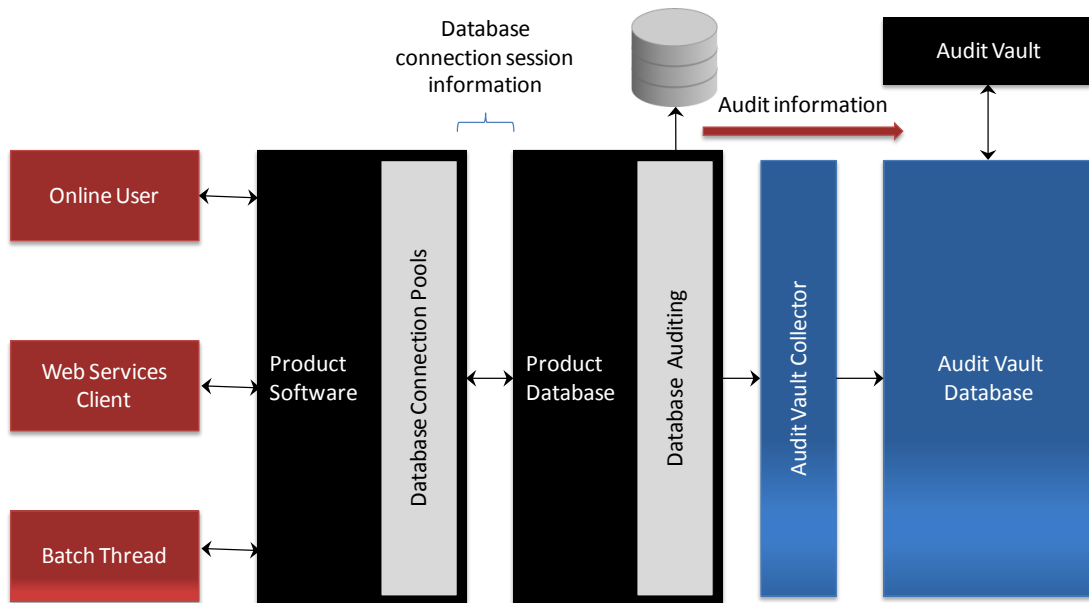 Database
connection session
information
Audit Vault
Audit information
Online User
Web Services
Client
Batch Thread
Product
Software
Database Connection Pools
Product
Database
Database Auditing
Audit Vault Collector
Audit Vault
Database